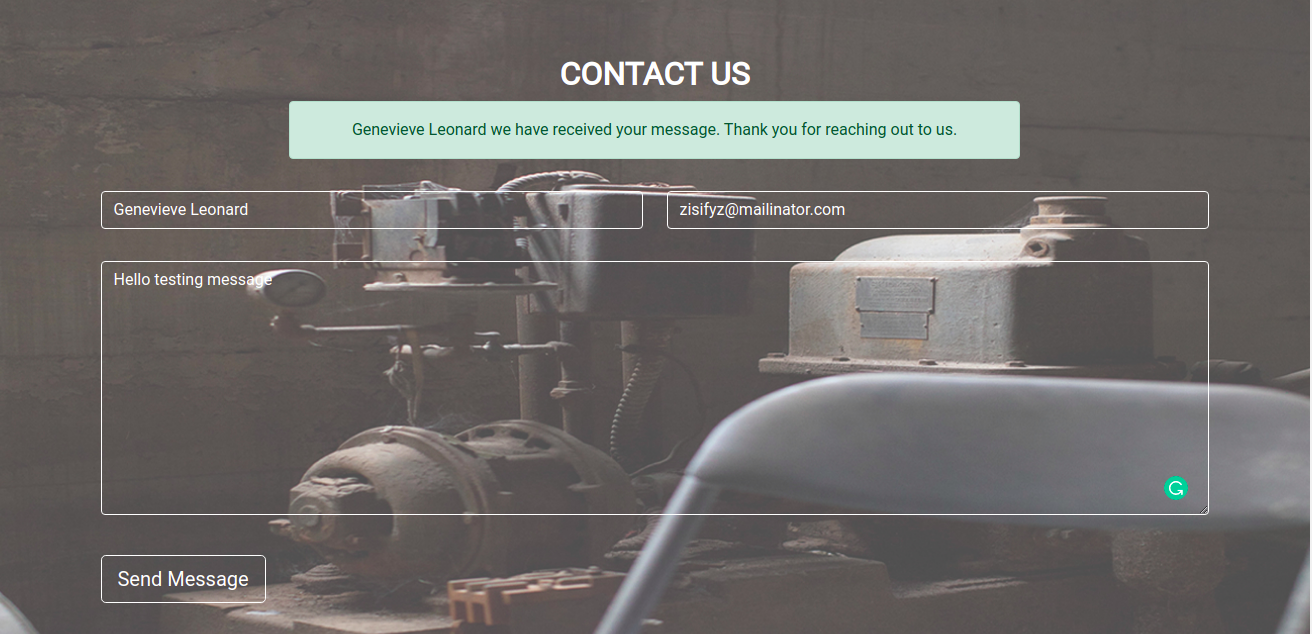 CONTACT US
Genevieve Leonard we have received your message. Thank you for reaching out to us.
Genevieve Leonard
zisifyz@mailinator.com
Hello testing message
Send Message